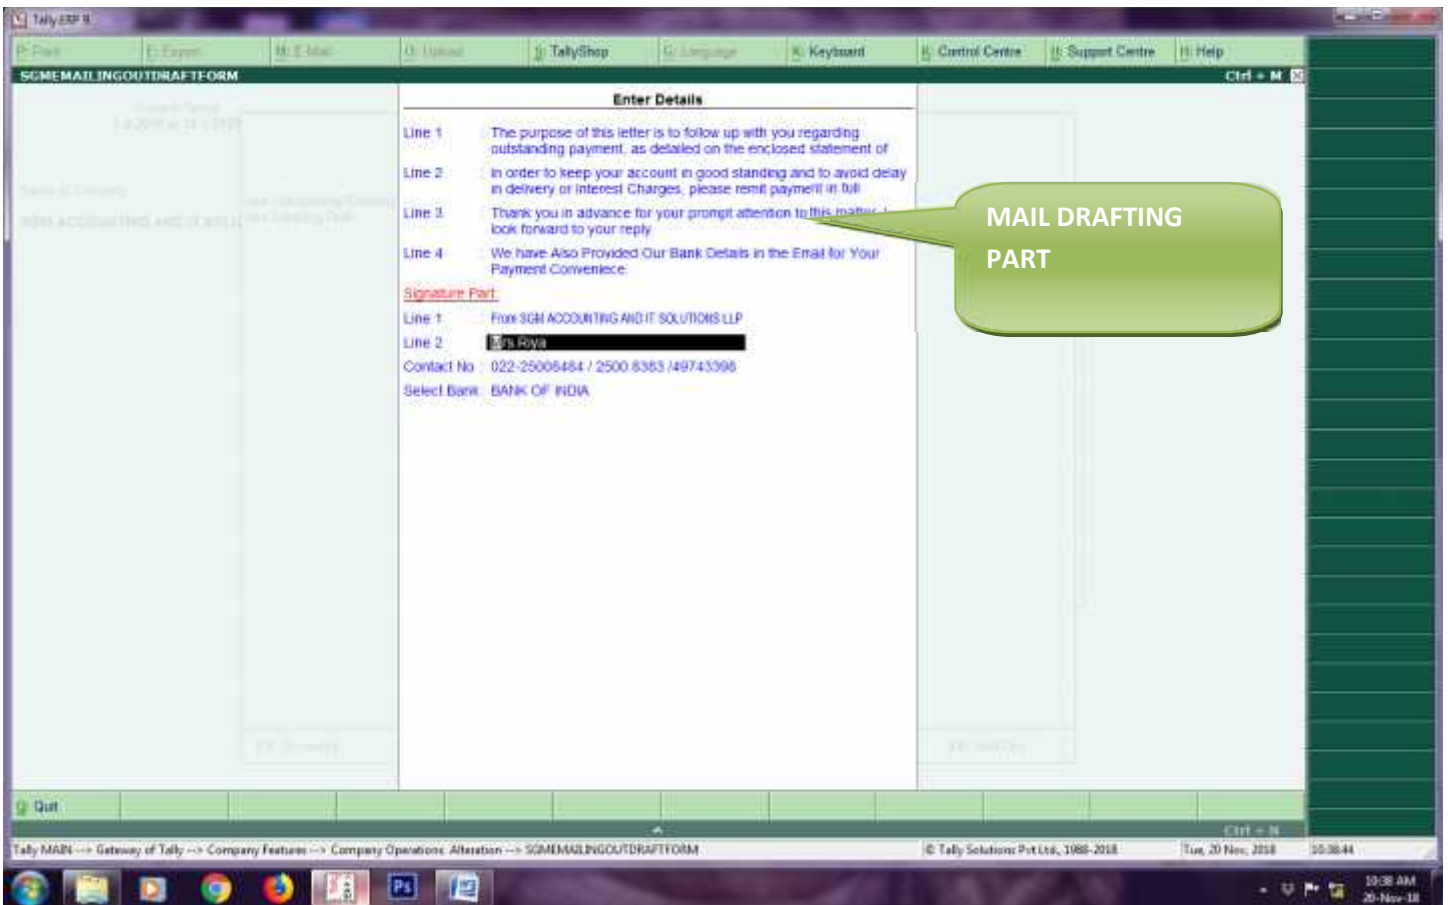 Tally.ERP 9
P: Print E: Export M: E-Mail O: Upload S: TallyShop G: Language K: Keyboard K: Control Centre H: Support Centre H: Help
SGMEMAILINGOUTDRAFTFORM Ctrl + M
Enter Details
Line 1 : The purpose of this letter is to follow up with you regarding
outstanding payment, as detailed on the enclosed statement of
Line 2 : In order to keep your account in good standing and to avoid delay
in delivery or Interest Charges, please remit payment in full
Line 3 : Thank you in advance for your prompt attention to this matter. I
look forward to your reply
Line 4 : We have Also Provided Our Bank Details in the Email for Your
Payment Conveniece
Signature Part:
Line 1 : From SGM ACCOUNTING AND IT SOLUTIONS LLP
Line 2 Mrs Riya
Contact No : 022-25006484 / 2500 8383 /49743398
Select Bank : BANK OF INDIA
MAIL DRAFTING
PART
Name of Company
Q: Quit
Ctrl + N
Tally MAIN --> Gateway of Tally --> Company Features --> Company Operations Alteration --> SGMEMAILINGOUTDRAFTFORM © Tally Solutions Pvt Ltd., 1988-2018 Tue, 20 Nov, 2018 10:38:44
Ps
10:38 AM
20-Nov-18